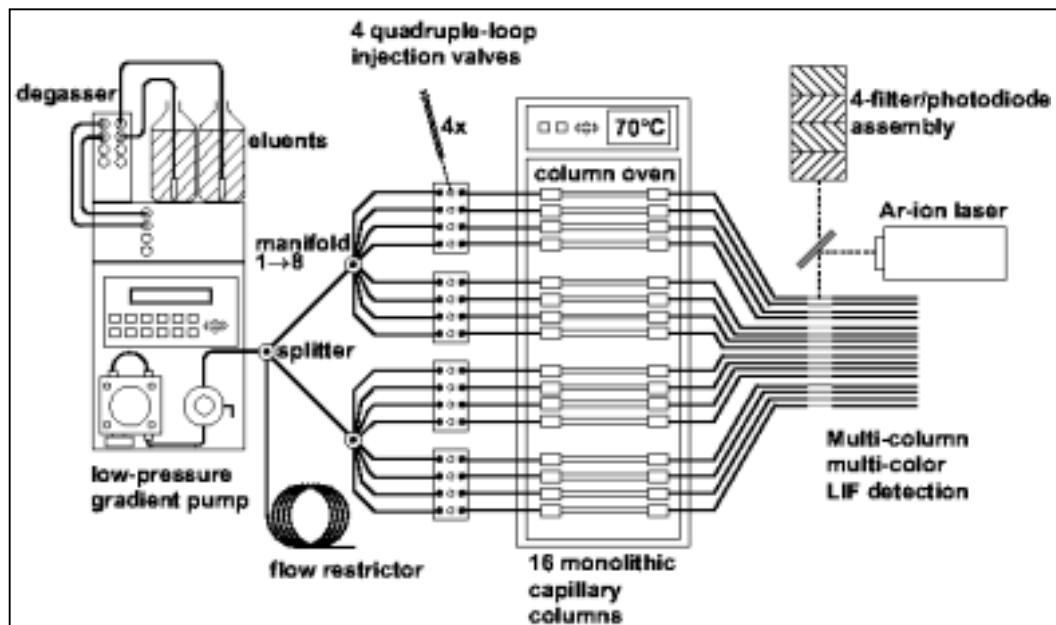 4 quadruple-loop
injection valves
degasser
eluents
4x
70°C
column oven
4-filter/photodiode
assembly
Ar-ion laser
manifold
1→8
splitter
low-pressure
gradient pump
flow restrictor
16 monolithic
capillary
columns
Multi-column
multi-color
LIF detection